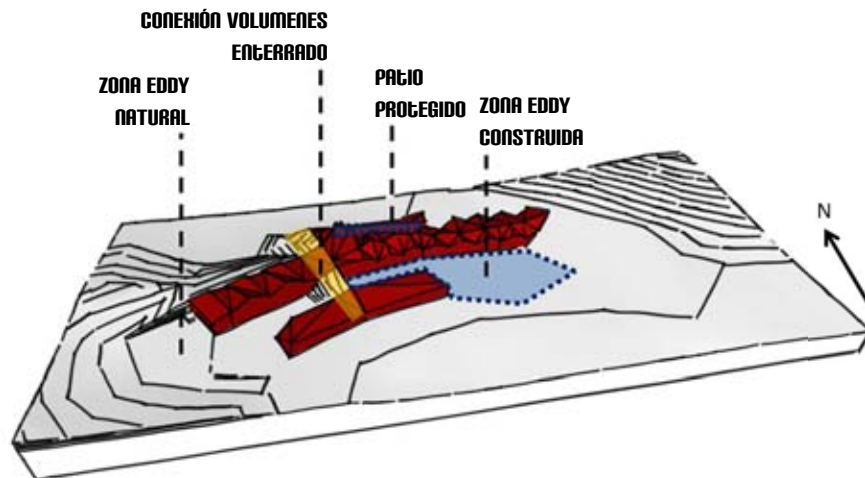 CONEXIÓN VOLUMENES
ENTERRADO
ZONA EDDY
NATURAL
PATIO
PROTEGIDO
ZONA EDDY
CONSTRUIDA
N